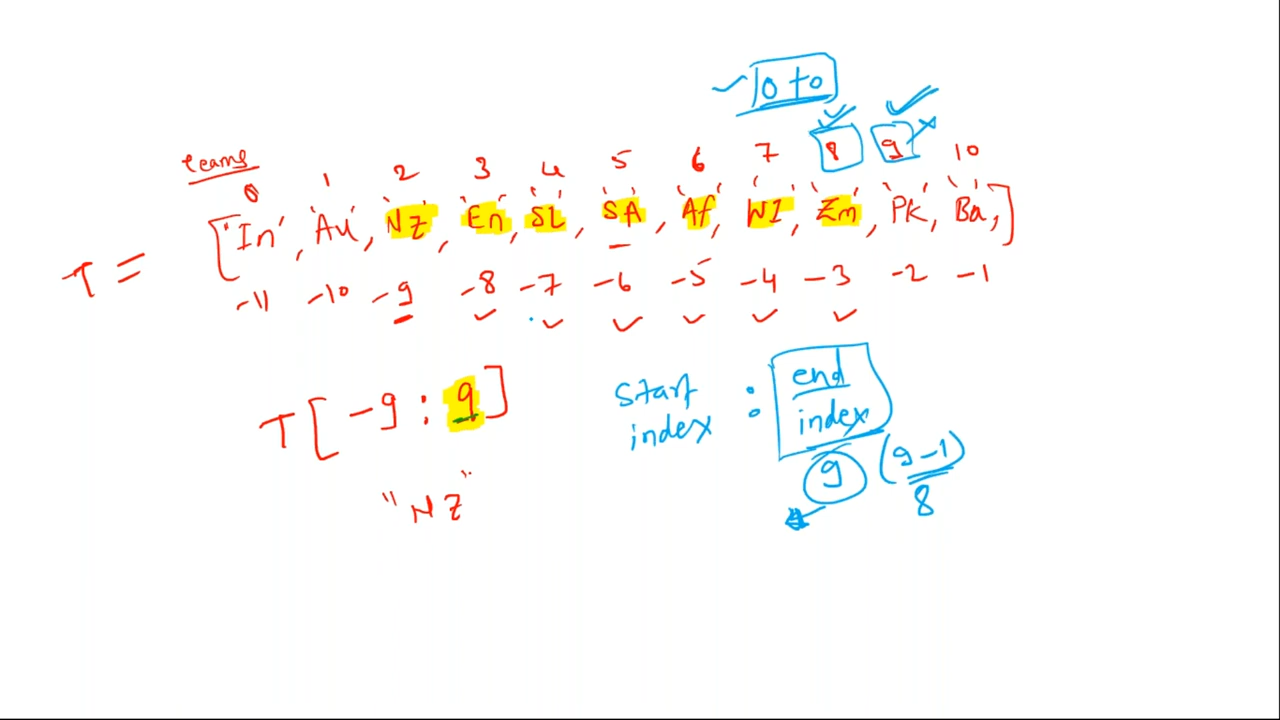 10 to
teams
0 1 2 3 4 5 6 7 8 9 10
T = ['In', 'Au', 'NZ', 'En', 'SL', 'SA', 'Af', 'WI', 'Zm', 'PK', 'Ba',]
-11 -10 -9 -8 -7 -6 -5 -4 -3 -2 -1
T[-9 : 9]
"NZ"
start : end
index index
9 (9-1)
8